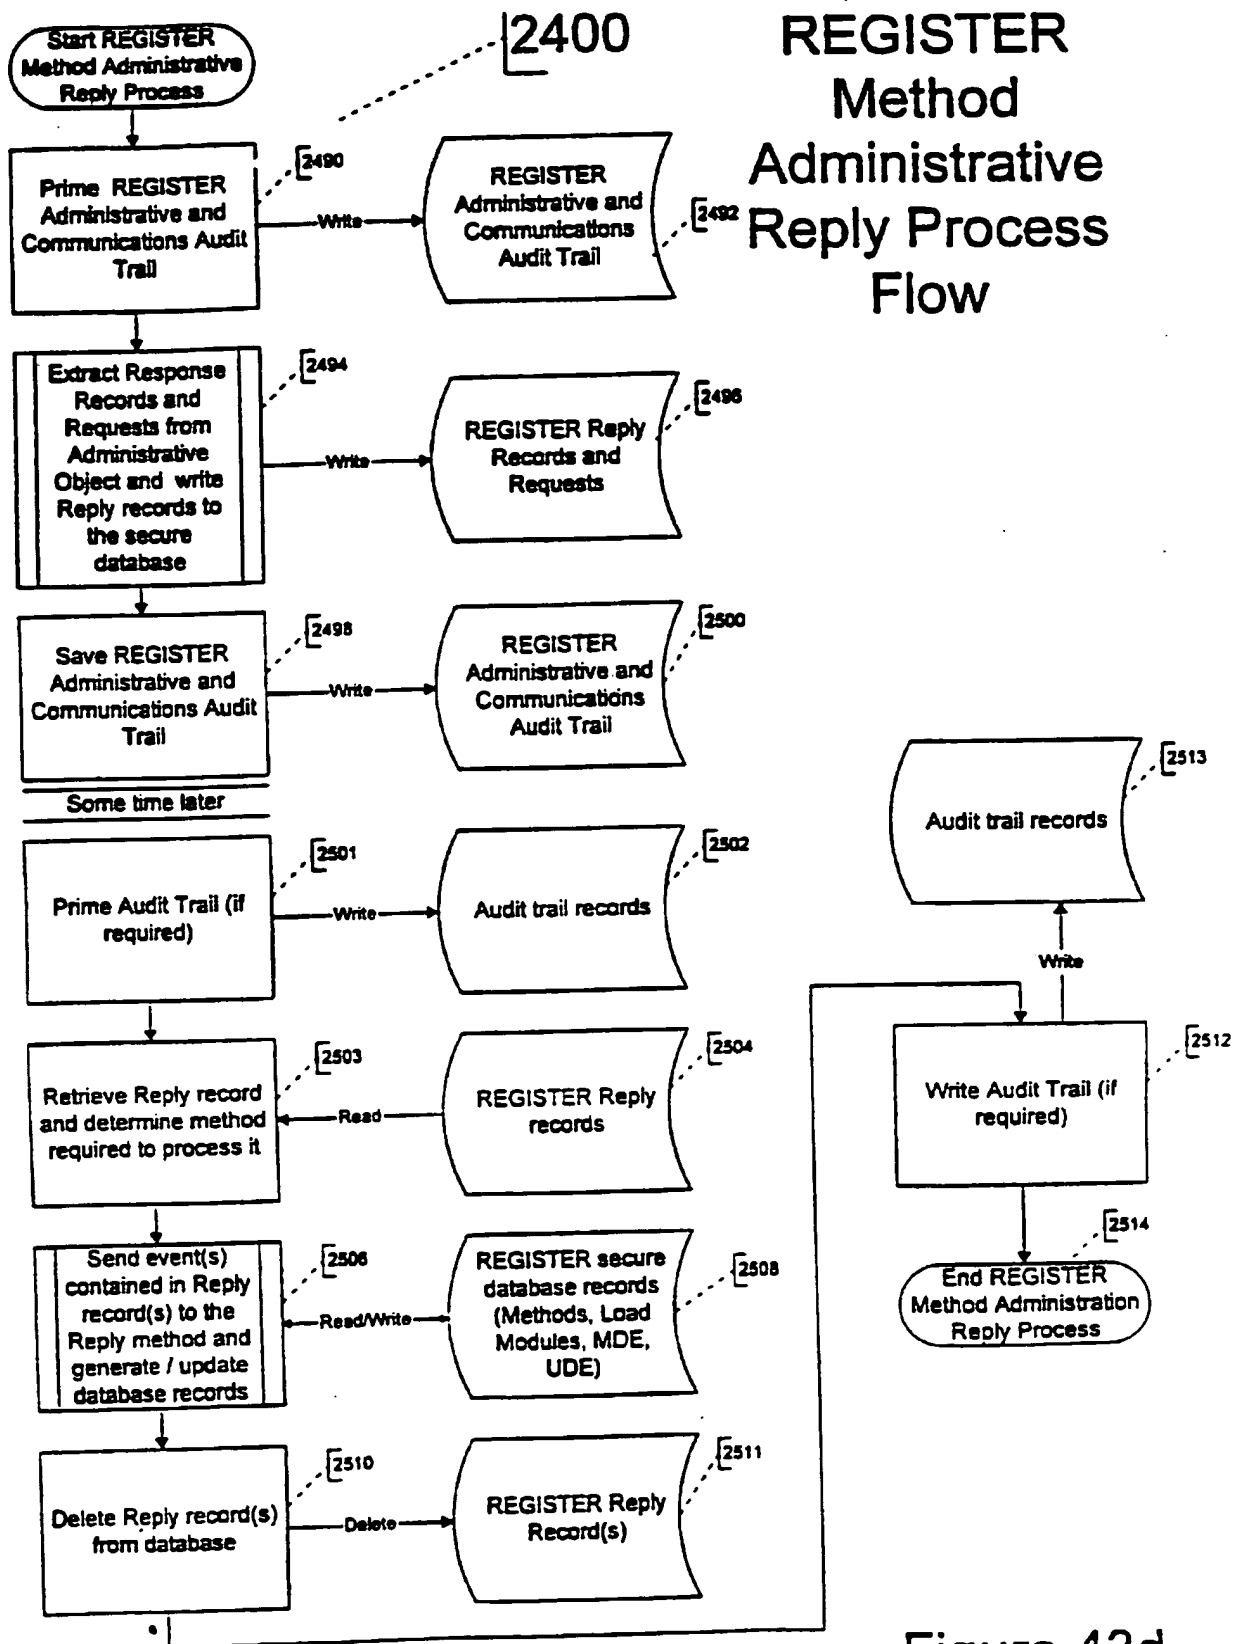 Start REGISTER
Method Administrative
Reply Process
2400
REGISTER
Method
Administrative
Reply Process
Flow
Prime REGISTER
Administrative and
Communications Audit
Trail
2490
Write
REGISTER
Administrative and
Communications
Audit Trail
2492
Extract Response
Records and
Requests from
Administrative
Object and write
Reply records to
the secure
database
2494
Write
REGISTER Reply
Records and
Requests
2496
Save REGISTER
Administrative and
Communications Audit
Trail
2498
Write
REGISTER
Administrative and
Communications
Audit Trail
2500
Some time later
Prime Audit Trail (if
required)
2501
Write
Audit trail records
2502
Retrieve Reply record
and determine method
required to process it
2503
Read
REGISTER Reply
records
2504
Send event(s)
contained in Reply
record(s) to the
Reply method and
generate / update
database records
2506
Read/Write
REGISTER secure
database records
(Methods, Load
Modules, MDE,
UDE)
2508
Delete Reply record(s)
from database
2510
Delete
REGISTER Reply
Record(s)
2511
Audit trail records
2513
Write
Write Audit Trail (if
required)
2512
End REGISTER
Method Administration
Reply Process
2514
Figure 43d